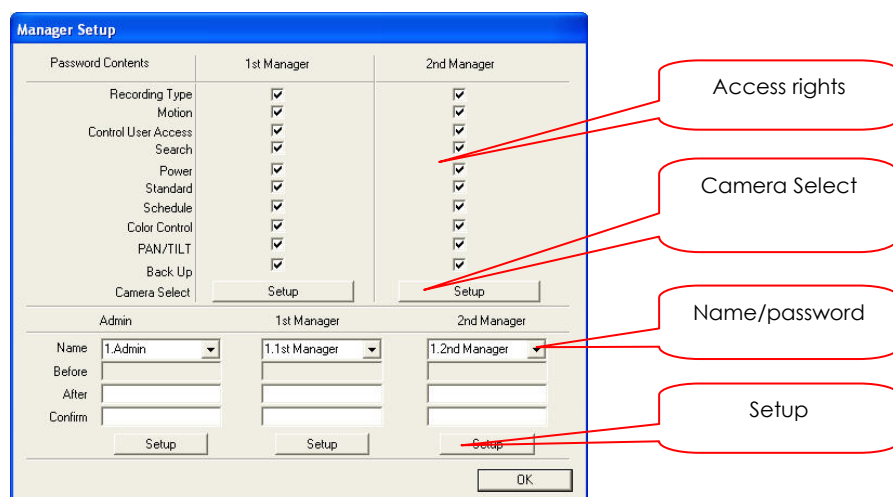 Manager Setup
Password Contents 1st Manager 2nd Manager
Recording Type
Motion
Control User Access
Search
Power
Standard
Schedule
Color Control
PAN/TILT
Back Up
Camera Select Setup Setup
Admin 1st Manager 2nd Manager
Name 1.Admin 1.1st Manager 1.2nd Manager
Before
After
Confirm
Setup Setup Setup
OK
Access rights
Camera Select
Name/password
Setup